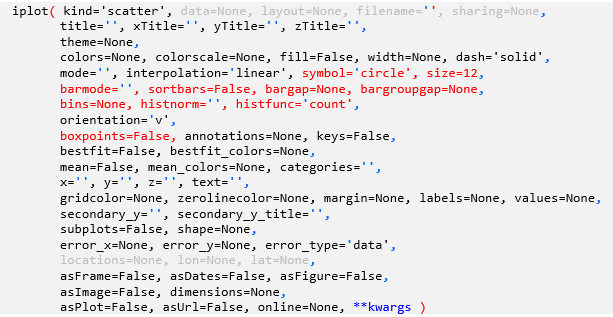 iplot( kind='scatter', data=None, layout=None, filename='', sharing=None,
title='', xTitle='', yTitle='', zTitle='',
theme=None,
colors=None, colorscale=None, fill=False, width=None, dash='solid',
mode='', interpolation='linear', symbol='circle', size=12,
barmode='', sortbars=False, bargap=None, bargroupgap=None,
bins=None, histnorm='', histfunc='count',
orientation='v',
boxpoints=False, annotations=None, keys=False,
bestfit=False, bestfit_colors=None,
mean=False, mean_colors=None, categories='',
x='', y='', z='', text='',
gridcolor=None, zerolinecolor=None, margin=None, labels=None, values=None,
secondary_y='', secondary_y_title='',
subplots=False, shape=None,
error_x=None, error_y=None, error_type='data',
locations=None, lon=None, lat=None,
asFrame=False, asDates=False, asFigure=False,
asImage=False, dimensions=None,
asPlot=False, asUrl=False, online=None, **kwargs )